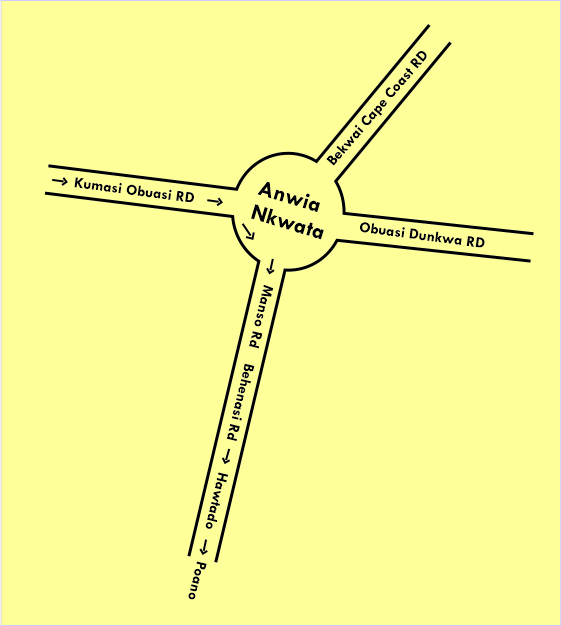 Bekwai Cape Coast RD
→ Kumasi Obuasi RD →
Anwia
Nkwata
Obuasi Dunkwa RD
Manso Rd Behenasi Rd → Hawtado → Poano